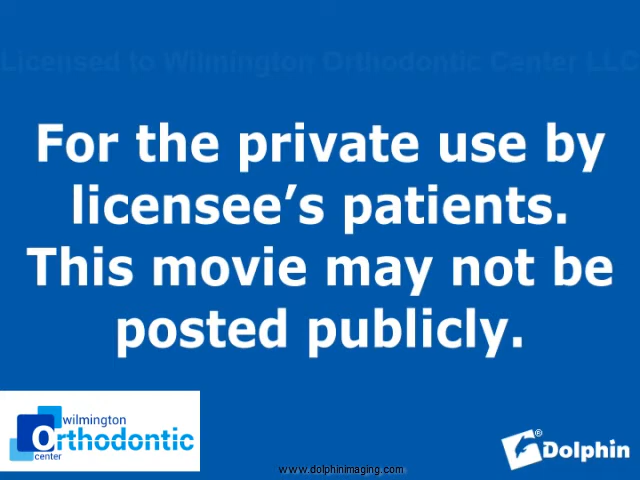 Licensed to Wilmington Orthodontic Center LLC
For the private use by
licensee’s patients.
This movie may not be
posted publicly.
wilmington
Orthodontic
center
www.dolphinimaging.com
Dolphin®